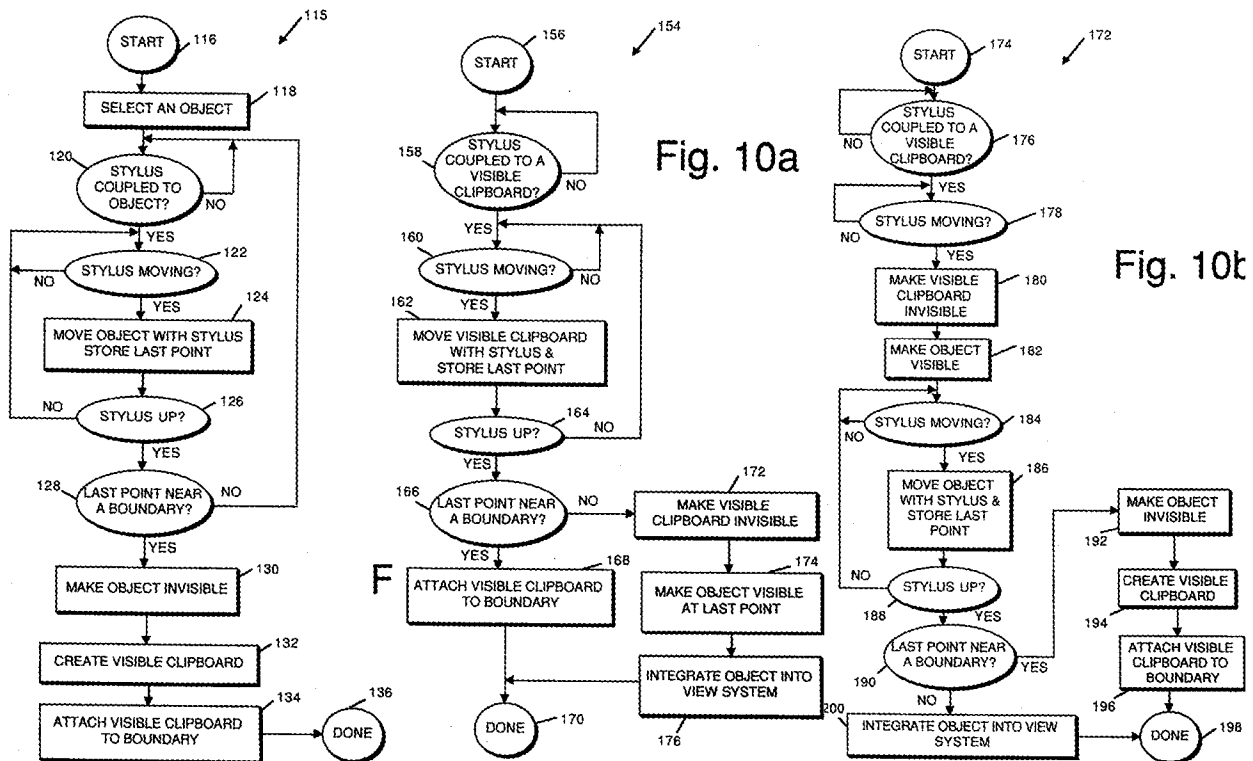 115
START
116
SELECT AN OBJECT
118
120
STYLUS
COUPLED TO
OBJECT?
NO
YES
122
STYLUS MOVING?
NO
YES
124
MOVE OBJECT WITH STYLUS
STORE LAST POINT
126
NO
STYLUS UP?
YES
128
LAST POINT NEAR
A BOUNDARY?
NO
YES
130
MAKE OBJECT INVISIBLE
132
CREATE VISIBLE CLIPBOARD
134
ATTACH VISIBLE CLIPBOARD
TO BOUNDARY
136
DONE
F
156
154
START
Fig. 10a
158
STYLUS
COUPLED TO A
VISIBLE
CLIPBOARD?
NO
YES
160
STYLUS MOVING?
NO
YES
162
MOVE VISIBLE CLIPBOARD
WITH STYLUS &
STORE LAST POINT
164
STYLUS UP?
NO
YES
166
LAST POINT NEAR
A BOUNDARY?
NO
YES
168
ATTACH VISIBLE CLIPBOARD
TO BOUNDARY
172
MAKE VISIBLE
CLIPBOARD INVISIBLE
174
MAKE OBJECT VISIBLE
AT LAST POINT
INTEGRATE OBJECT INTO
VIEW SYSTEM
176
DONE
170
174
172
START
Fig. 10b
STYLUS
COUPLED TO A
VISIBLE
CLIPBOARD?
176
NO
YES
STYLUS MOVING?
178
NO
YES
MAKE VISIBLE
CLIPBOARD
INVISIBLE
180
MAKE OBJECT
VISIBLE
182
STYLUS MOVING?
184
NO
YES
186
MOVE OBJECT
WITH STYLUS &
STORE LAST
POINT
NO
STYLUS UP?
188
YES
LAST POINT NEAR
A BOUNDARY?
190
YES
NO
MAKE OBJECT
INVISIBLE
192
CREATE VISIBLE
CLIPBOARD
194
ATTACH VISIBLE
CLIPBOARD TO
BOUNDARY
196
200
INTEGRATE OBJECT INTO VIEW
SYSTEM
DONE
198